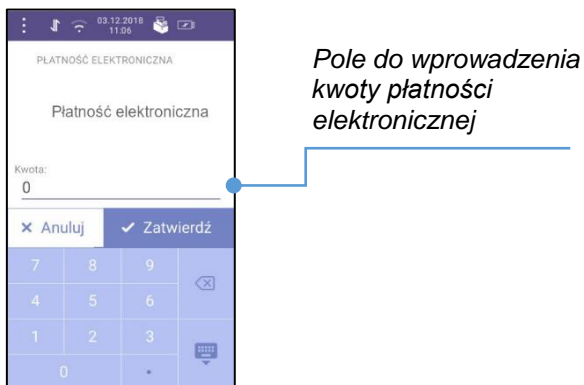 03.12.2018
11:06
PŁATNOŚĆ ELEKTRONICZNA
Płatność elektroniczna
Kwota:
0
× Anuluj ✓ Zatwierdź
7 8 9
4 5 6
1 2 3
0 .
Pole do wprowadzenia
kwoty płatności
elektronicznej